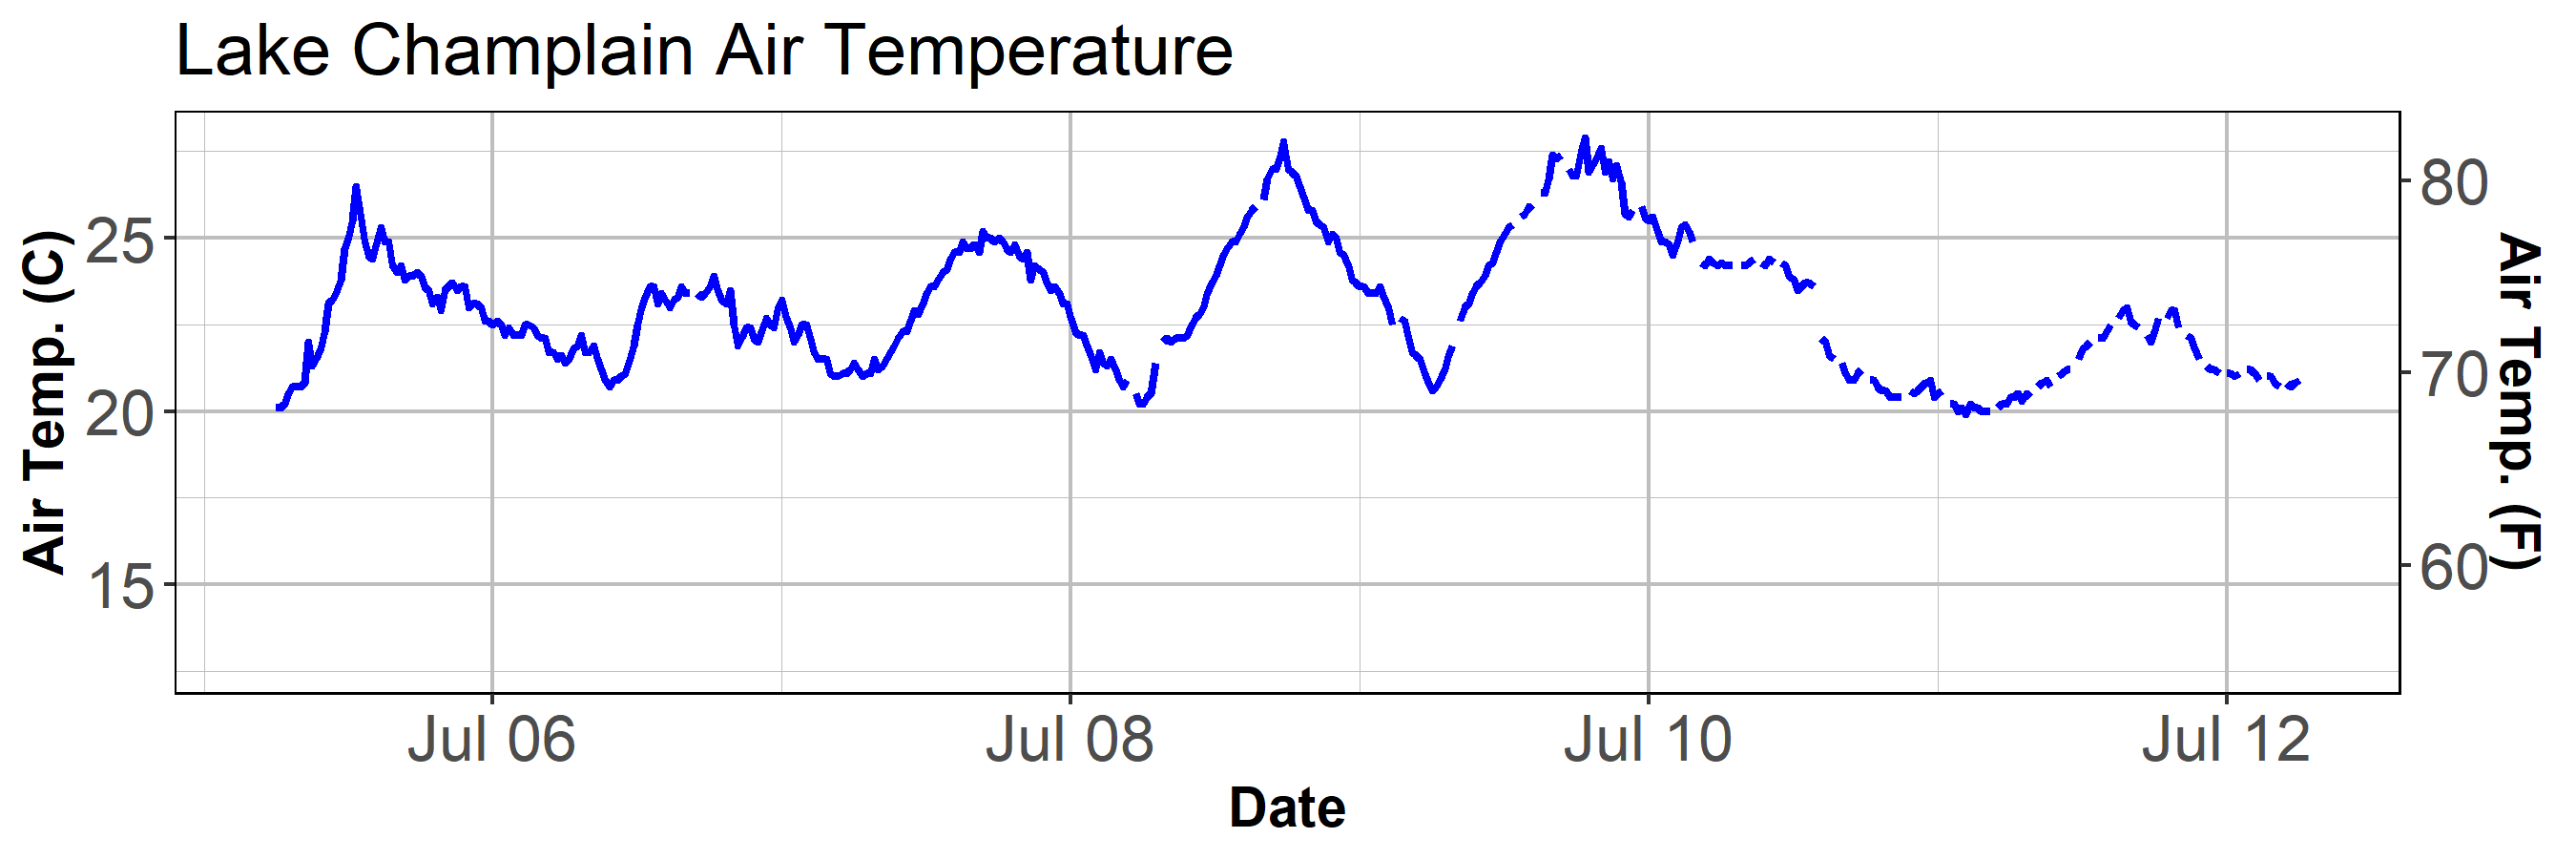 Lake Champlain Air Temperature
Air Temp. (C)
25
20
15
80
70
60
Air Temp. (F)
Jul 06 Jul 08 Jul 10 Jul 12
Date